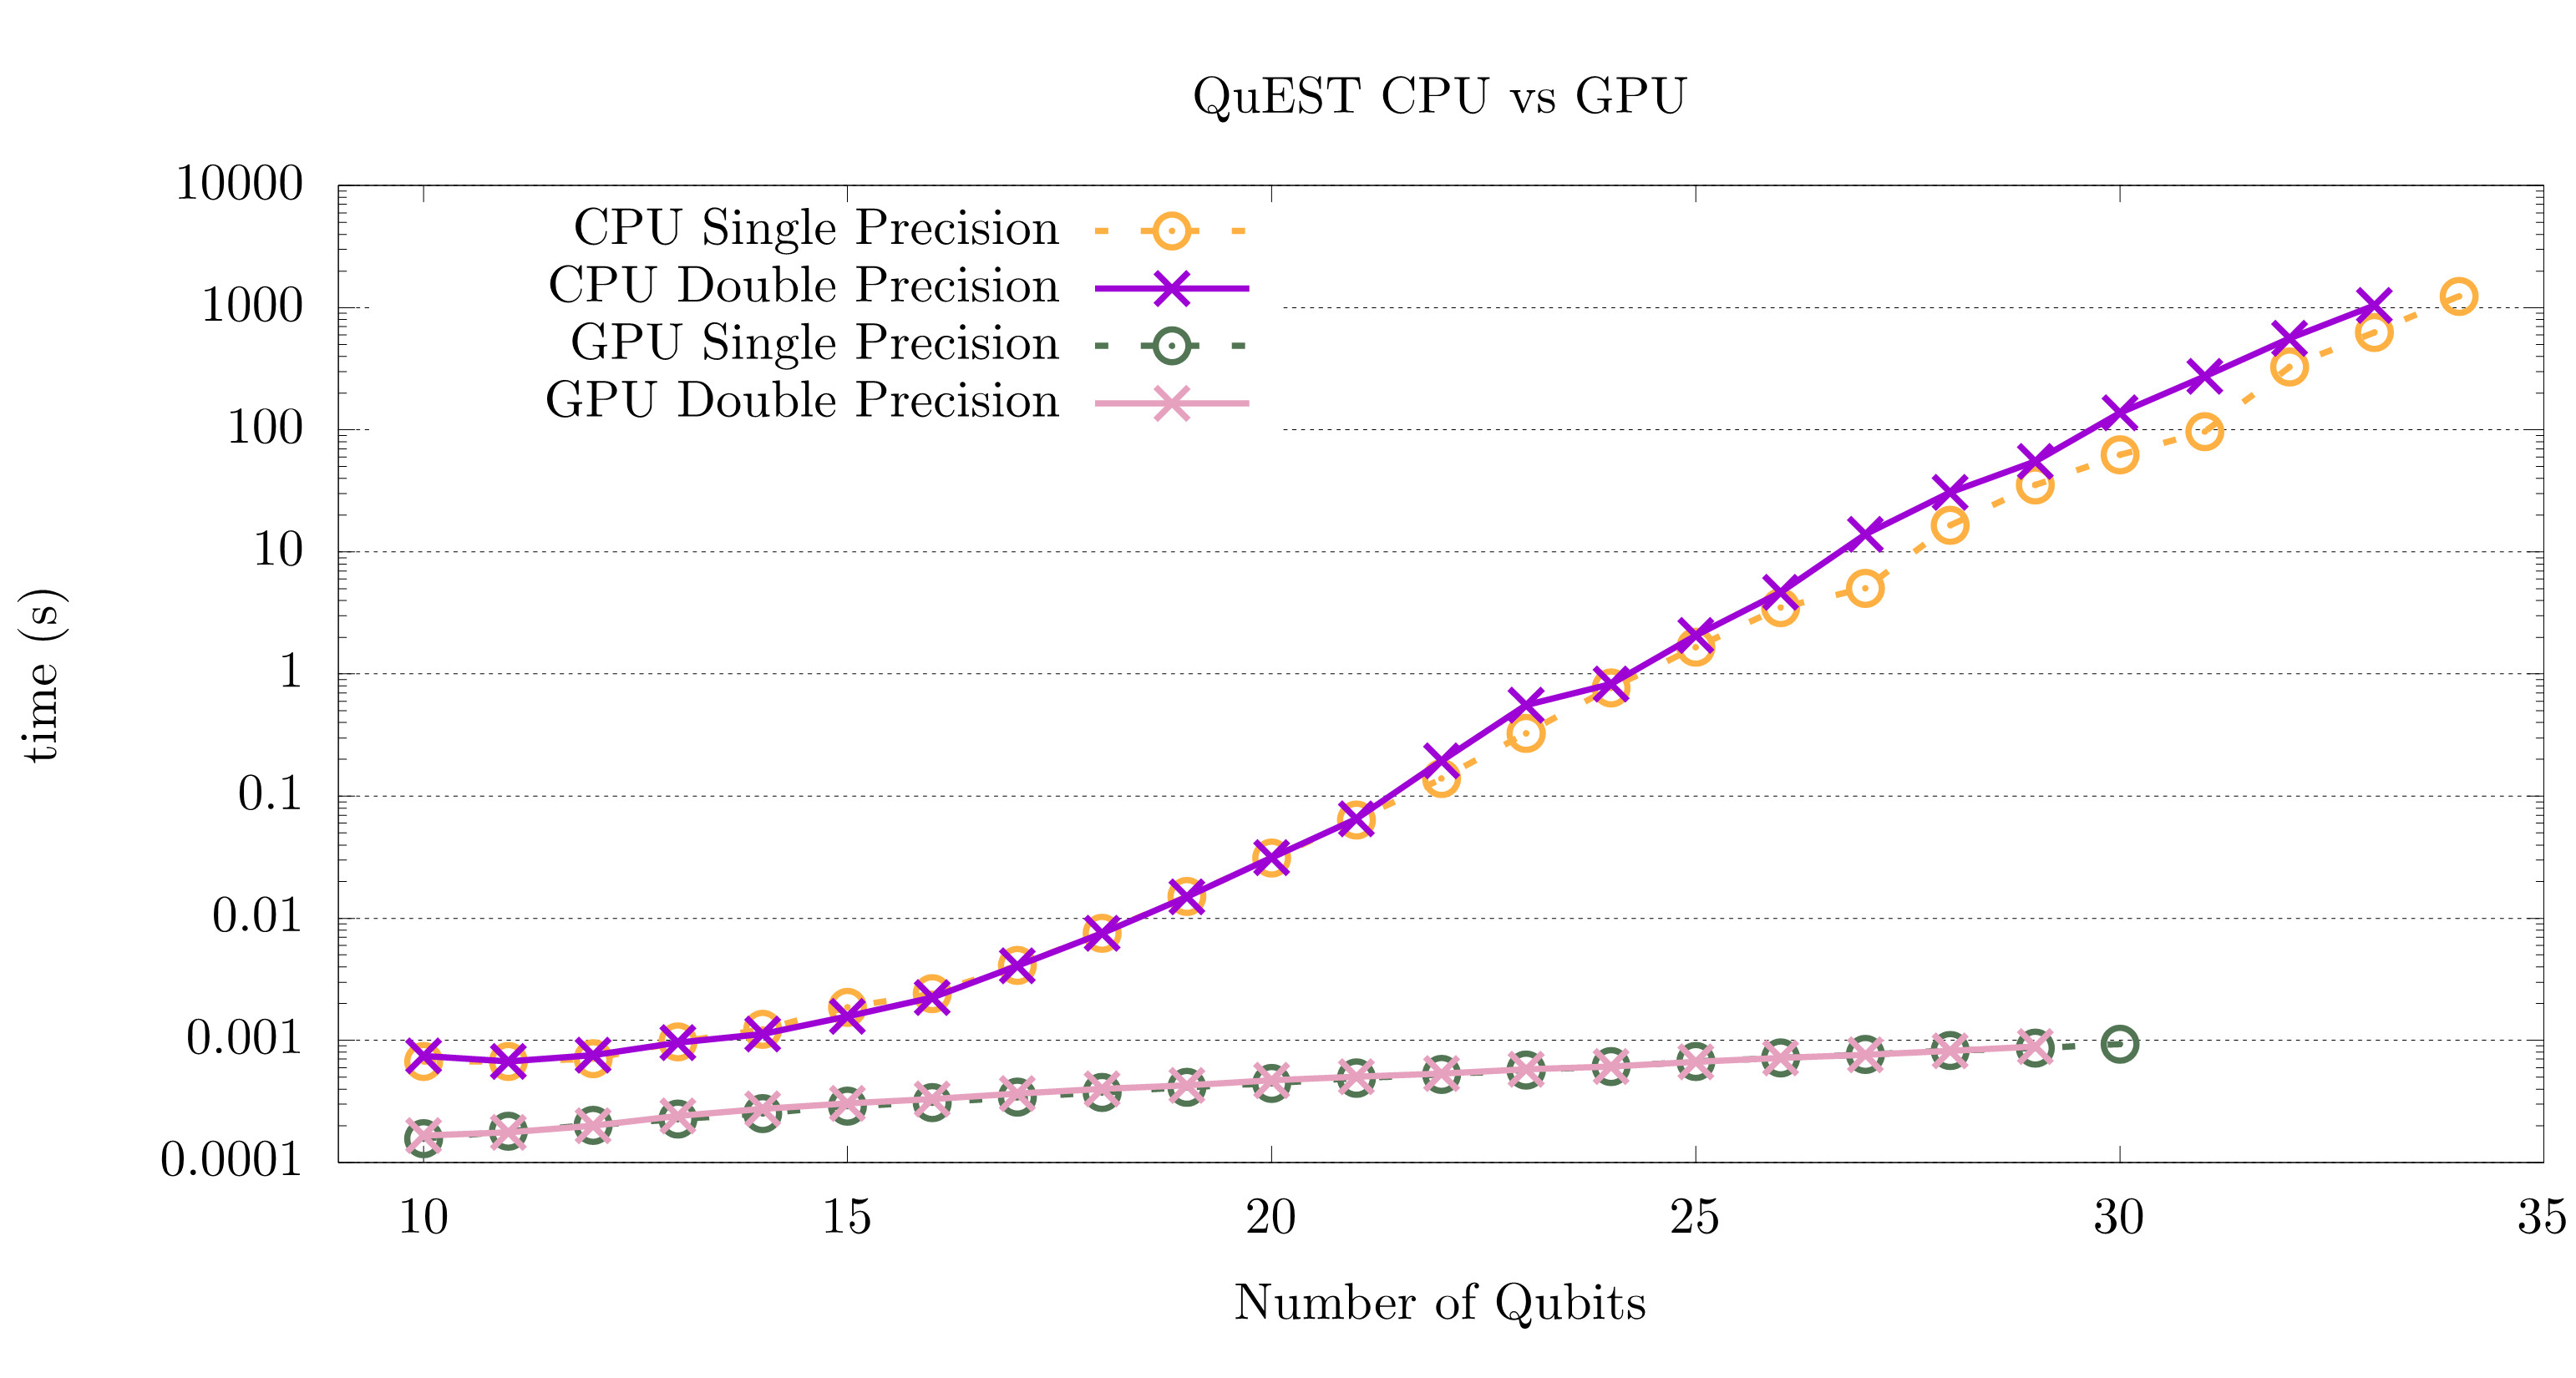 QuEST CPU vs GPU
10000
1000
100
10
1
0.1
0.01
0.001
0.0001
time (s)
CPU Single Precision
CPU Double Precision
GPU Single Precision
GPU Double Precision
10 15 20 25 30 35
Number of Qubits